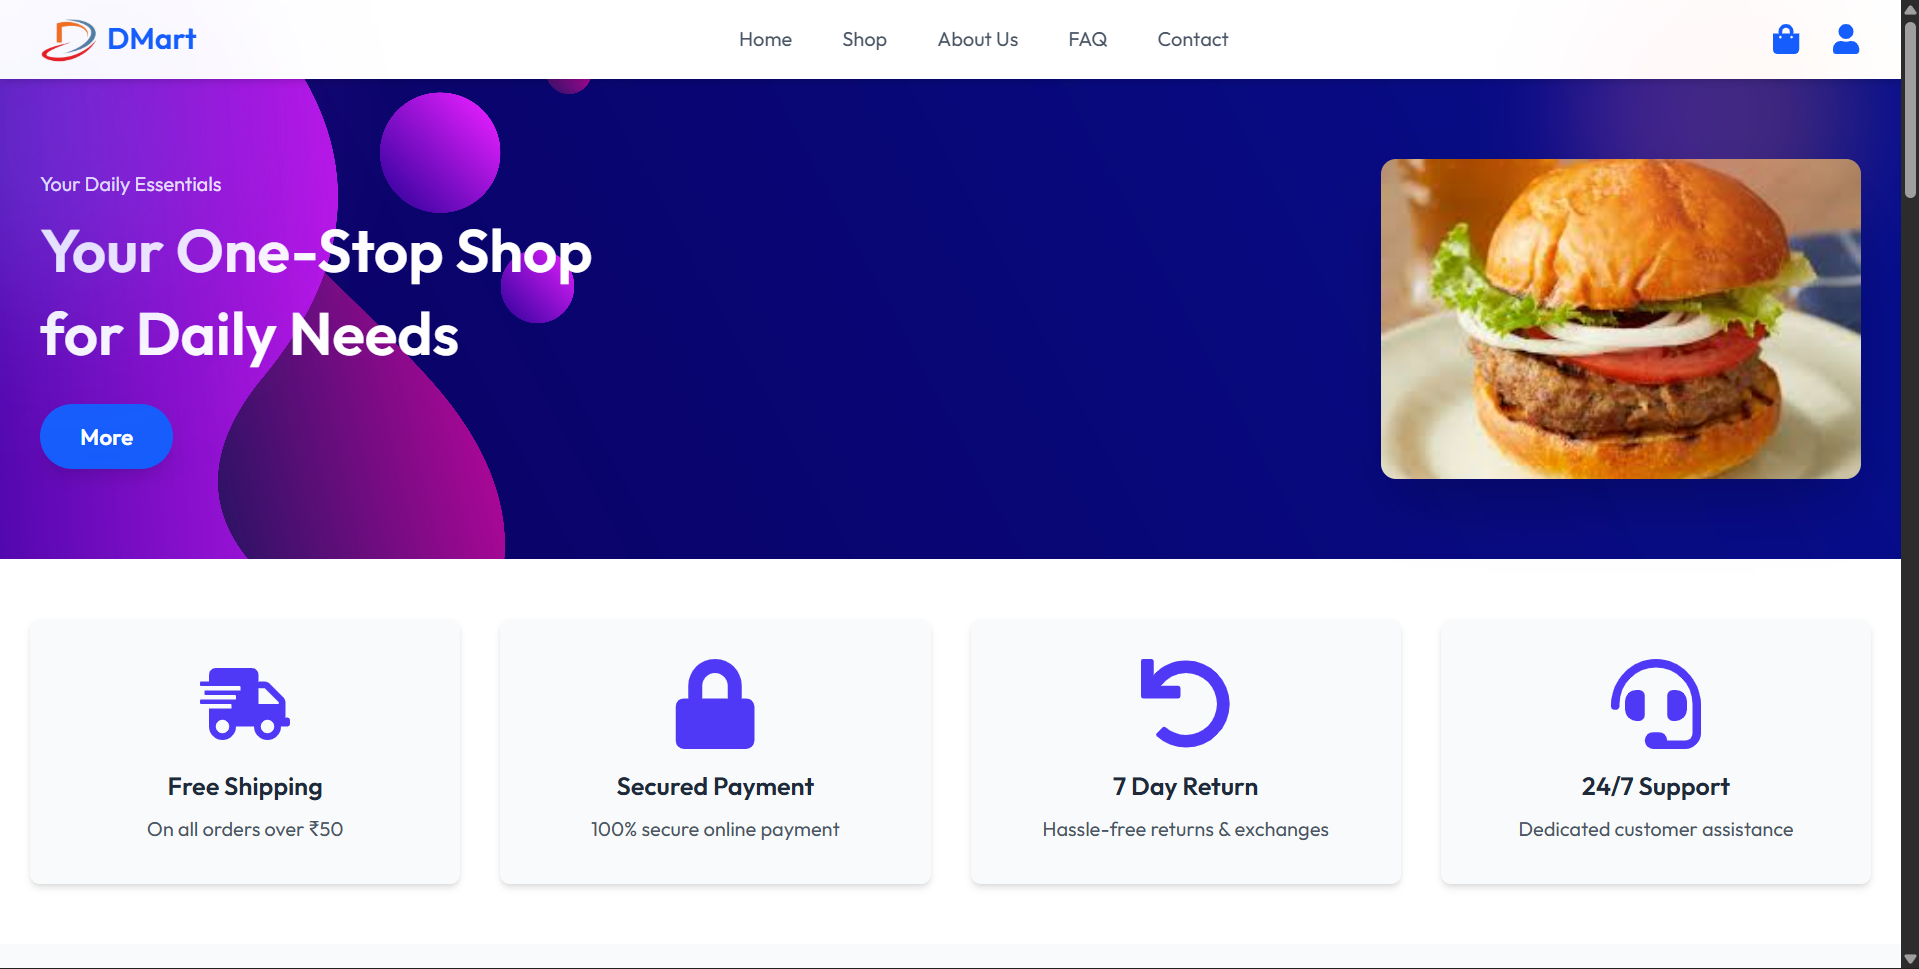 DMart
Home
Shop
About Us
FAQ
Contact
Your Daily Essentials
Your One-Stop Shop
for Daily Needs
More
Free Shipping
On all orders over ₹50
Secured Payment
100% secure online payment
7 Day Return
Hassle-free returns & exchanges
24/7 Support
Dedicated customer assistance